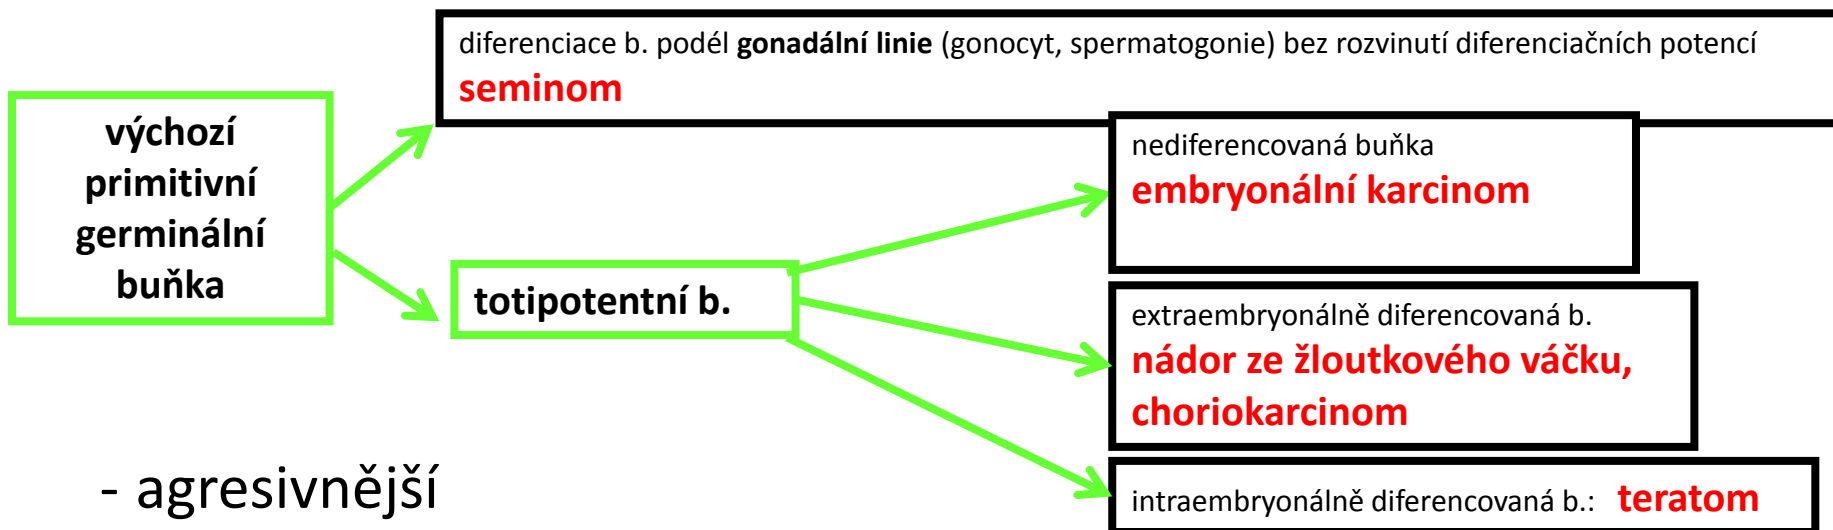 diferenciace b. podél gonadální linie (gonocyt, spermatogonie) bez rozvinutí diferenciačních potencí
seminom
výchozí
primitivní
germinální
buňka
nediferencovaná buňka
embryonální karcinom
totipotentní b.
extraembryonálně diferencovaná b.
nádor ze žloutkového váčku,
choriokarcinom
- agresivnější
intraembryonálně diferencovaná b.: teratom